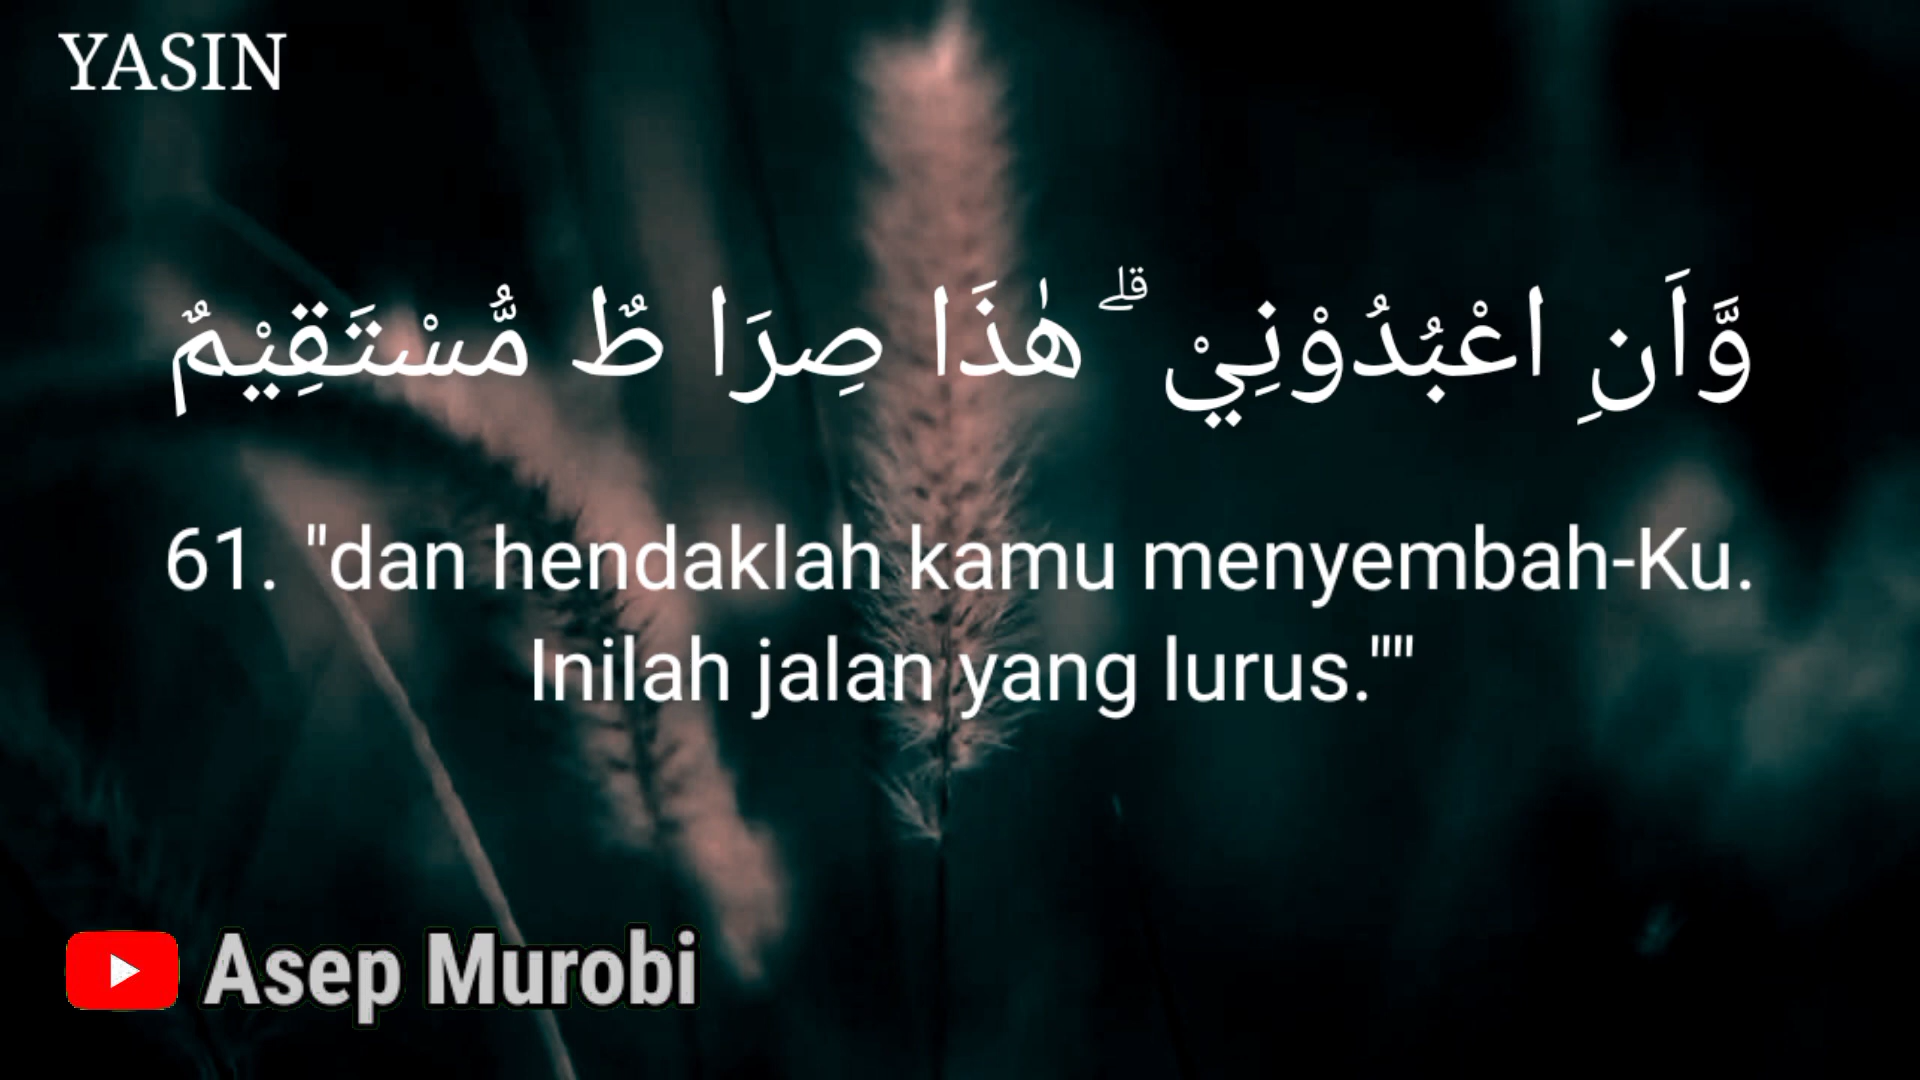 YASIN
وَّاَنِ اعْبُدُوْنِيْ ۗ هٰذَا صِرَا طٌ مُّسْتَقِيْمٌ
61. "dan hendaklah kamu menyembah-Ku.
Inilah jalan yang lurus.""
Asep Murobi